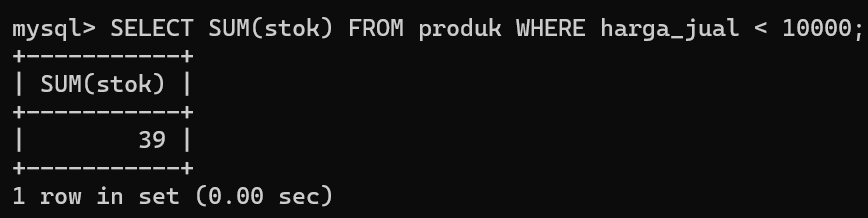 mysql> SELECT SUM(stok) FROM produk WHERE harga_jual < 10000;
+-----------+
| SUM(stok) |
+-----------+
|        39 |
+-----------+
1 row in set (0.00 sec)